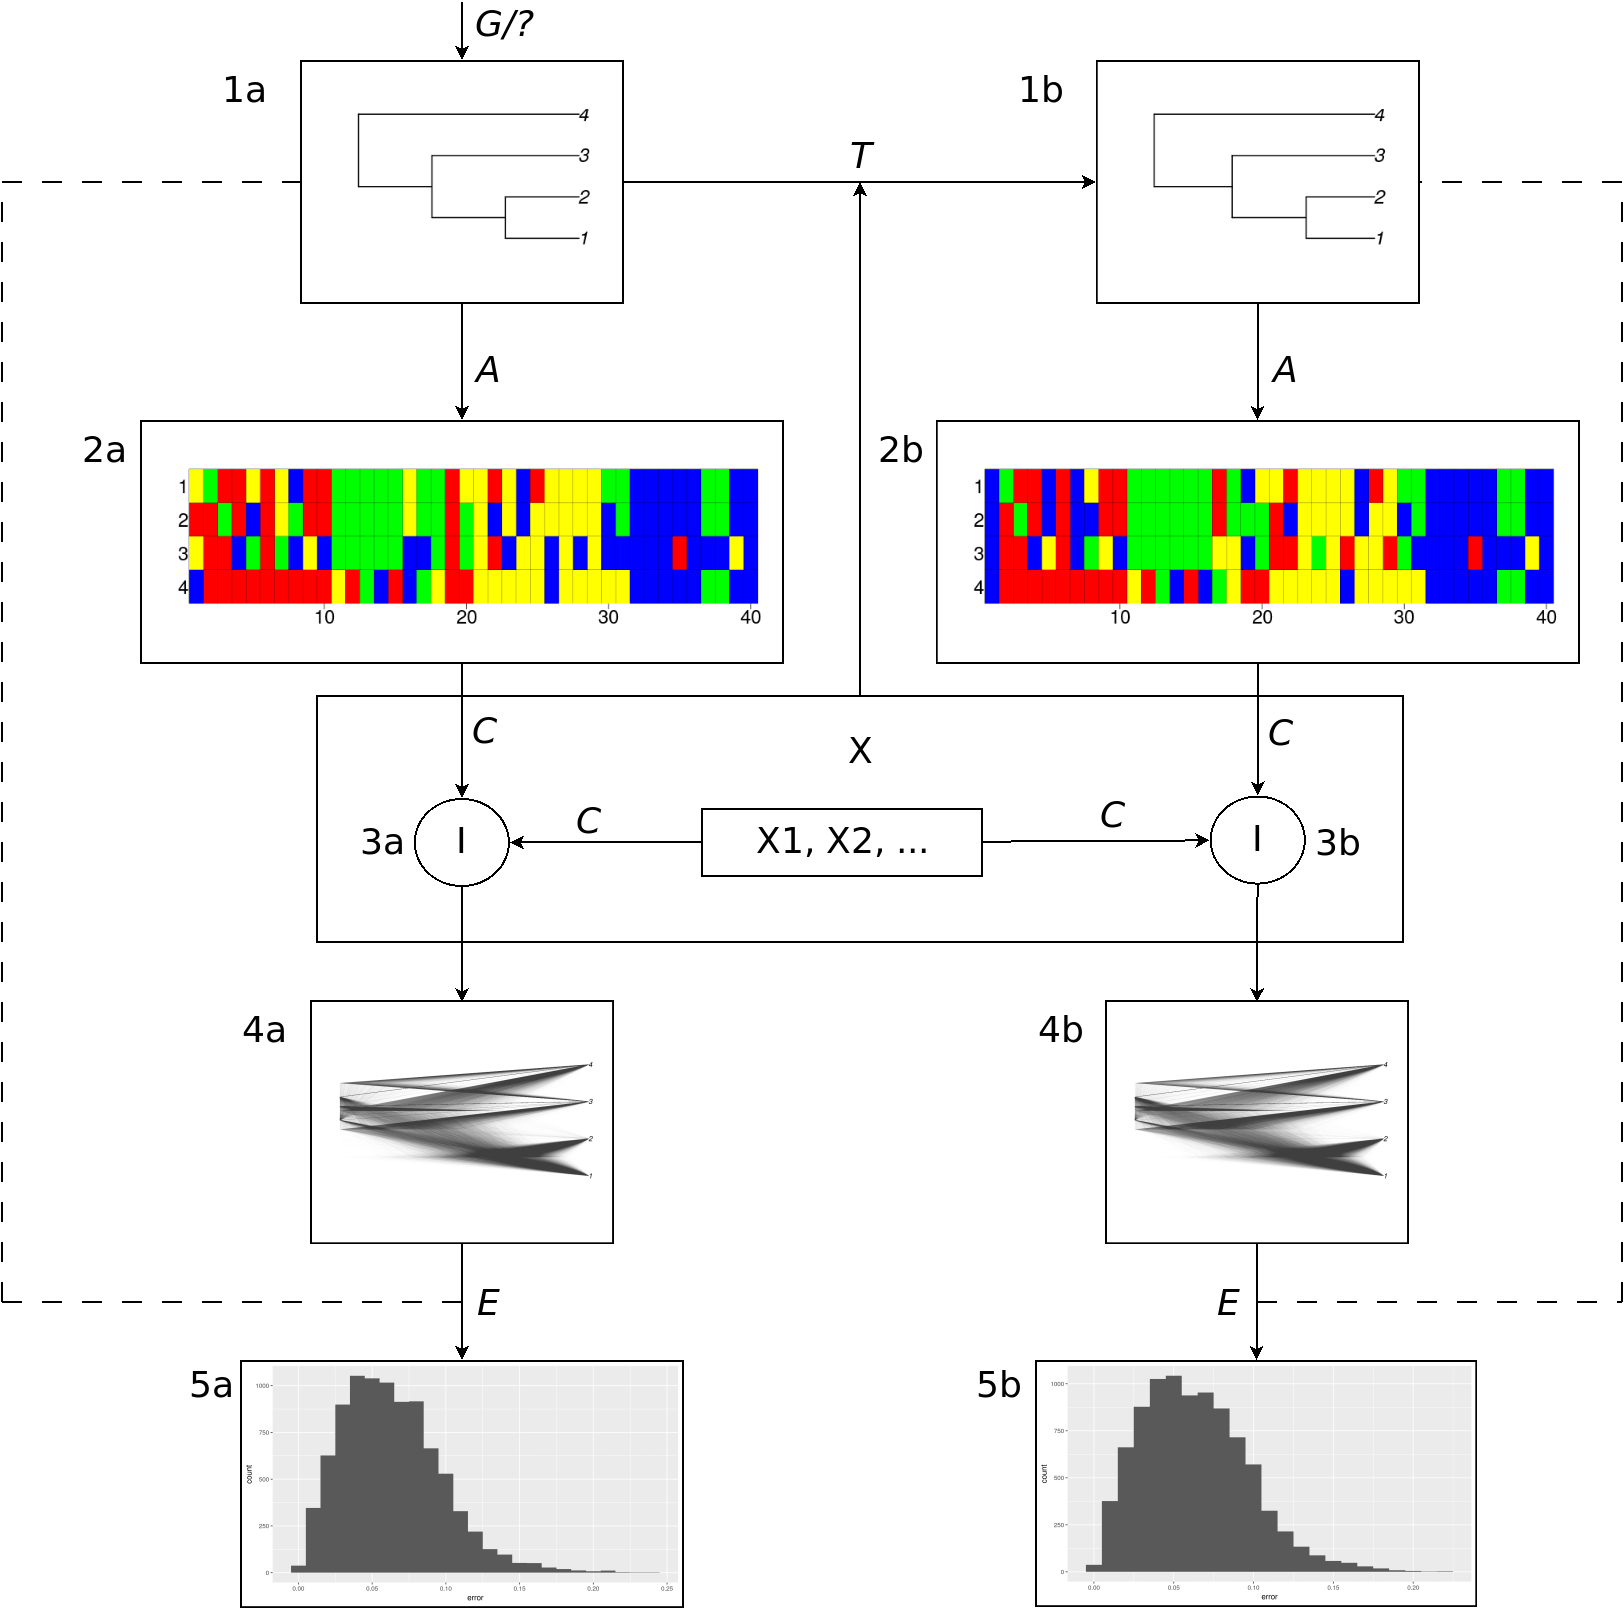 G/?
1a
4
3
2
1
T
1b
4
3
2
1
A
A
2a
1
2
3
4
10 20 30 40
2b
1
2
3
4
10 20 30 40
C
C
X
3a
I
C
X1, X2, ...
C
I
3b
4a
4
3
2
1
4b
4
3
2
1
E
E
5a
1000
750
500
250
0
count
0.00 0.05 0.10 0.15 0.20 0.25
error
5b
1000
750
500
250
0
count
0.00 0.05 0.10 0.15 0.20
error